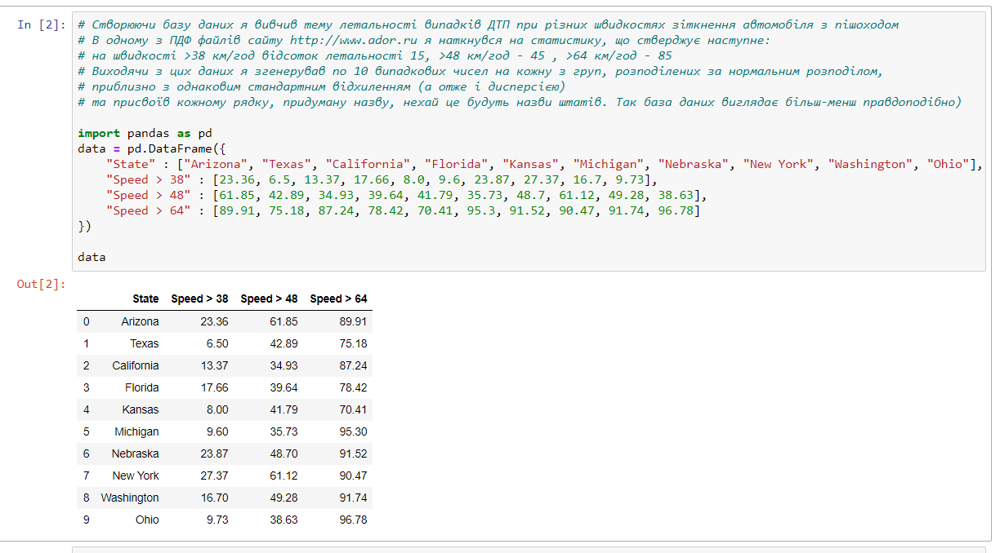 In [2]: # Створюючи базу даних я вивчив тему летальності випадків ДТП при різних швидкостях зіткнення автомобіля з пішоходом
# В одному з ПДФ файлів сайту http://www.ador.ru я наткнувся на статистику, що стверджує наступне:
# на швидкості >38 км/год відсоток летальності 15, >48 км/год - 45 , >64 км/год - 85
# Виходячи з цих даних я згенерував по 10 випадкових чисел на кожну з груп, розподілених за нормальним розподілом,
# приблизно з однаковим стандартним відхиленням (а отже і дисперсією)
# та присвоїв кожному рядку, придуману назву, нехай це будуть назви штатів. Так база даних виглядає більш-менш правдоподібно)
import pandas as pd
data = pd.DataFrame({
"State" : ["Arizona", "Texas", "California", "Florida", "Kansas", "Michigan", "Nebraska", "New York", "Washington", "Ohio"],
"Speed > 38" : [23.36, 6.5, 13.37, 17.66, 8.0, 9.6, 23.87, 27.37, 16.7, 9.73],
"Speed > 48" : [61.85, 42.89, 34.93, 39.64, 41.79, 35.73, 48.7, 61.12, 49.28, 38.63],
"Speed > 64" : [89.91, 75.18, 87.24, 78.42, 70.41, 95.3, 91.52, 90.47, 91.74, 96.78]
})
data
Out[2]:
State Speed > 38 Speed > 48 Speed > 64
0 Arizona 23.36 61.85 89.91
1 Texas 6.50 42.89 75.18
2 California 13.37 34.93 87.24
3 Florida 17.66 39.64 78.42
4 Kansas 8.00 41.79 70.41
5 Michigan 9.60 35.73 95.30
6 Nebraska 23.87 48.70 91.52
7 New York 27.37 61.12 90.47
8 Washington 16.70 49.28 91.74
9 Ohio 9.73 38.63 96.78